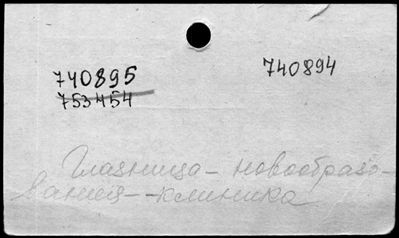 740895 740894
753454
Глазница - новообразо-
вания - клиника